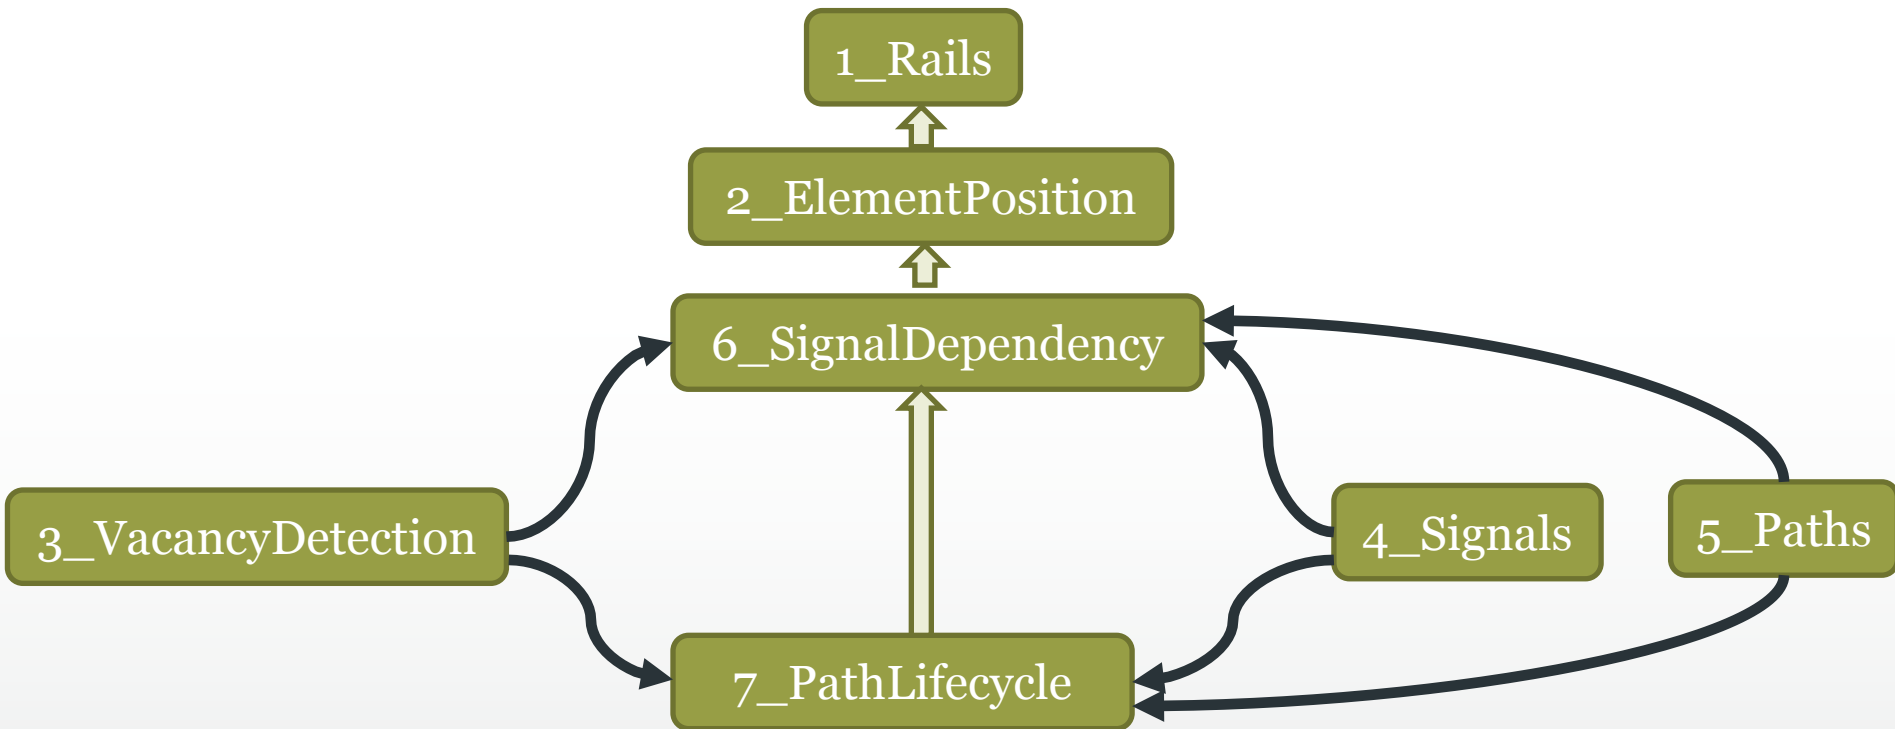 1_Rails
2_ElementPosition
6_SignalDependency
3_VacancyDetection
4_Signals
5_Paths
7_PathLifecycle